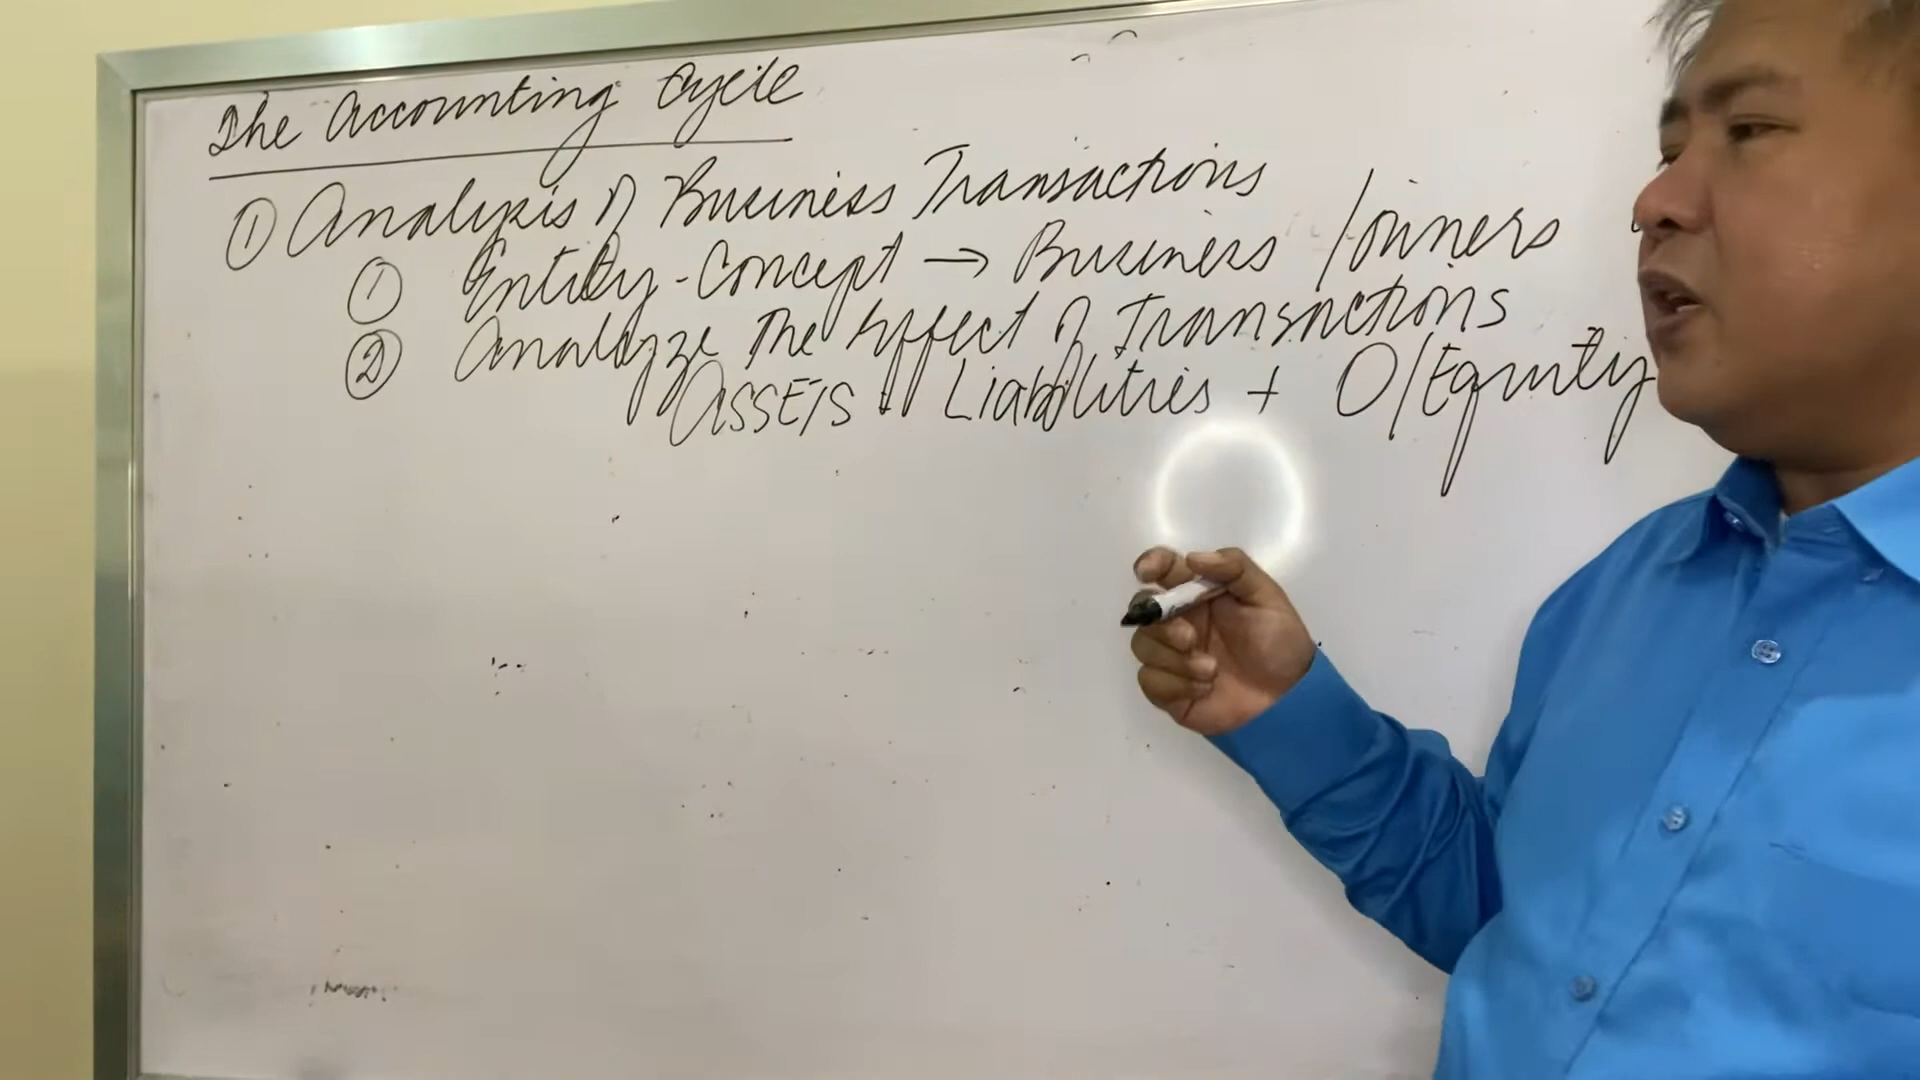 The Accounting Cycle
① Analysis of Business Transactions
① Entity-Concept → Business / owners
② Analyze The Effect of Transactions
ASSETS = Liabilities + O/Equity